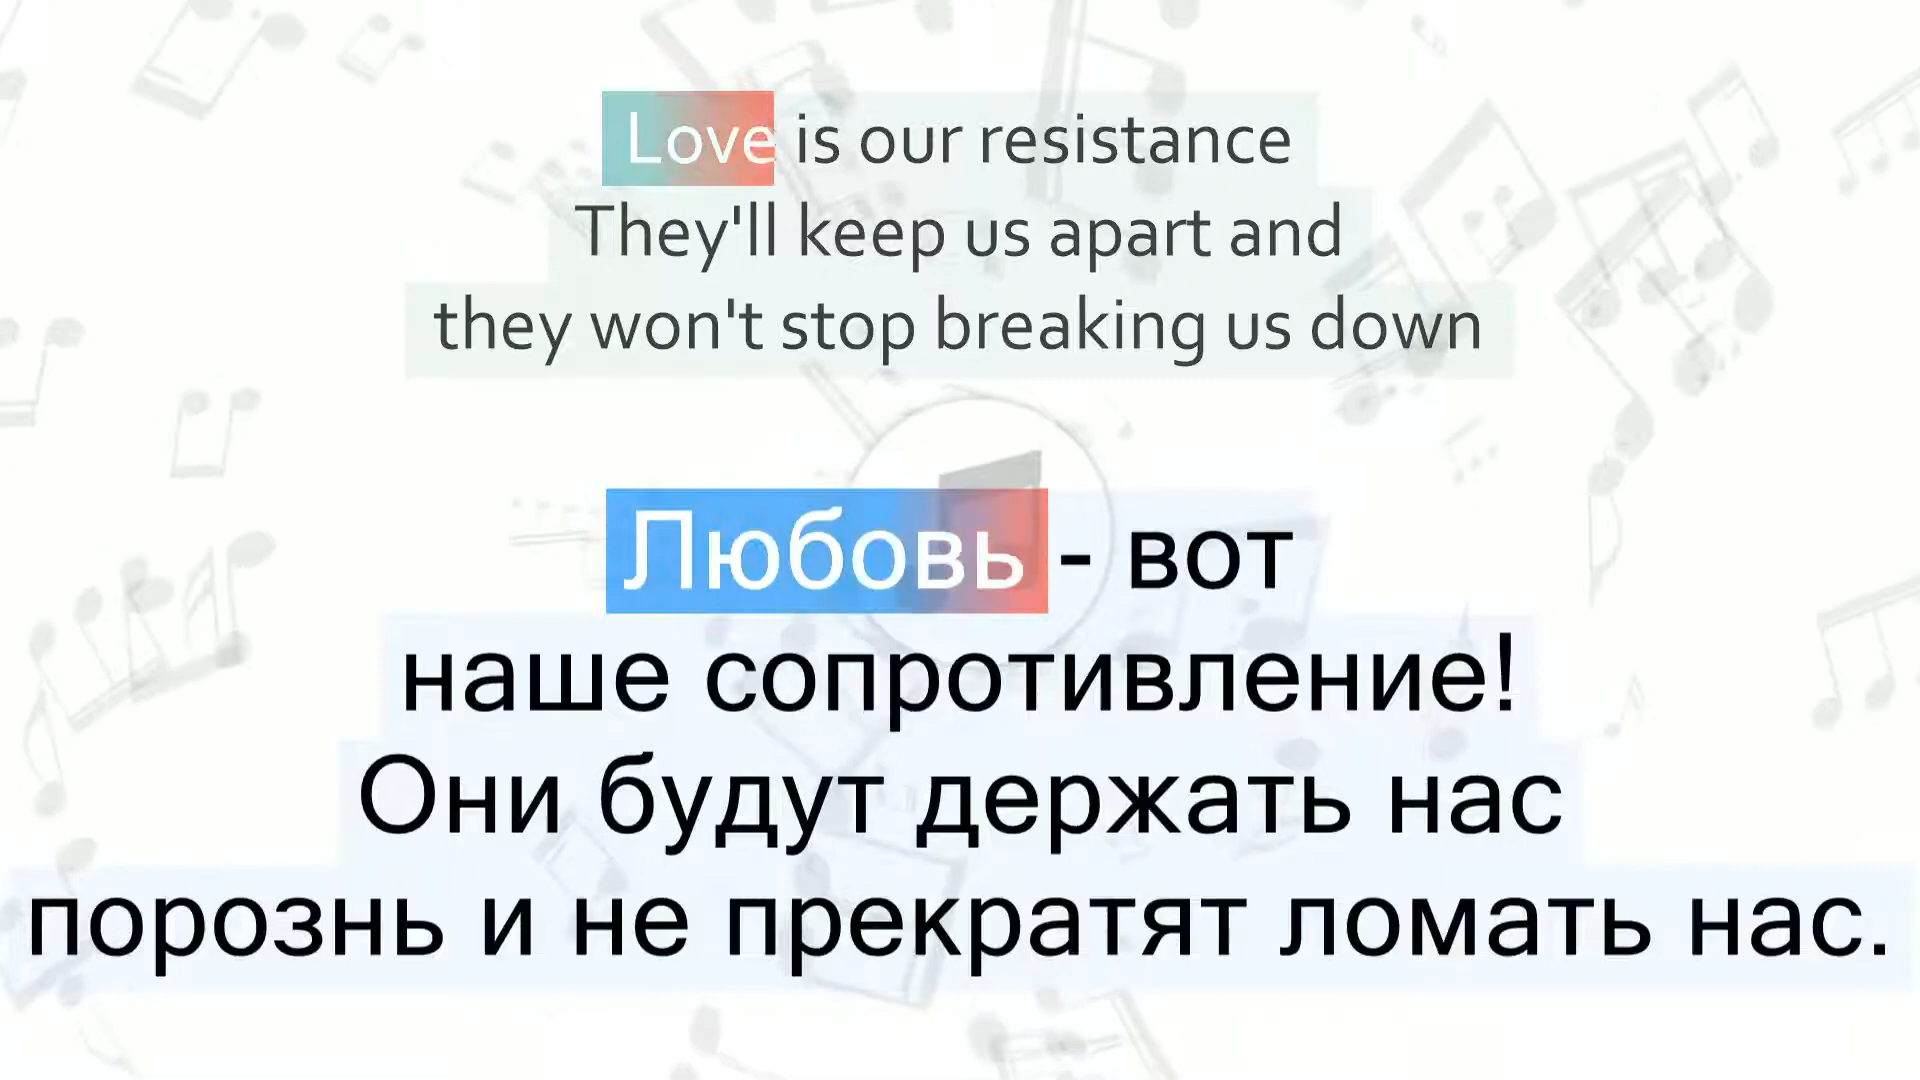 Love is our resistance
They'll keep us apart and
they won't stop breaking us down
Любовь - вот
наше сопротивление!
Они будут держать нас
порознь и не прекратят ломать нас.